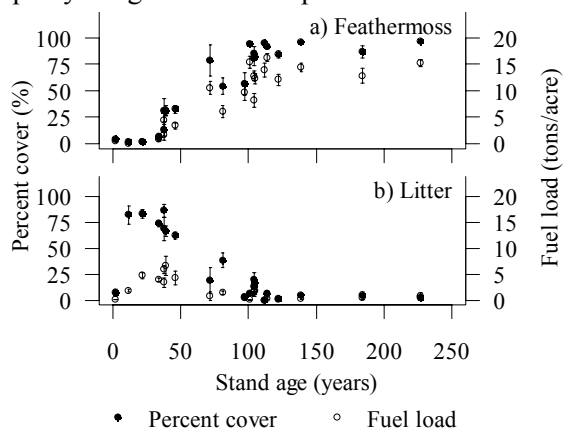 a) Feathermoss
100
75
50
25
0
20
15
10
5
0
b) Litter
100
75
50
25
0
20
15
10
5
0
Percent cover (%)
Fuel load (tons/acre)
0 50 100 150 200 250
Stand age (years)
Percent cover Fuel load